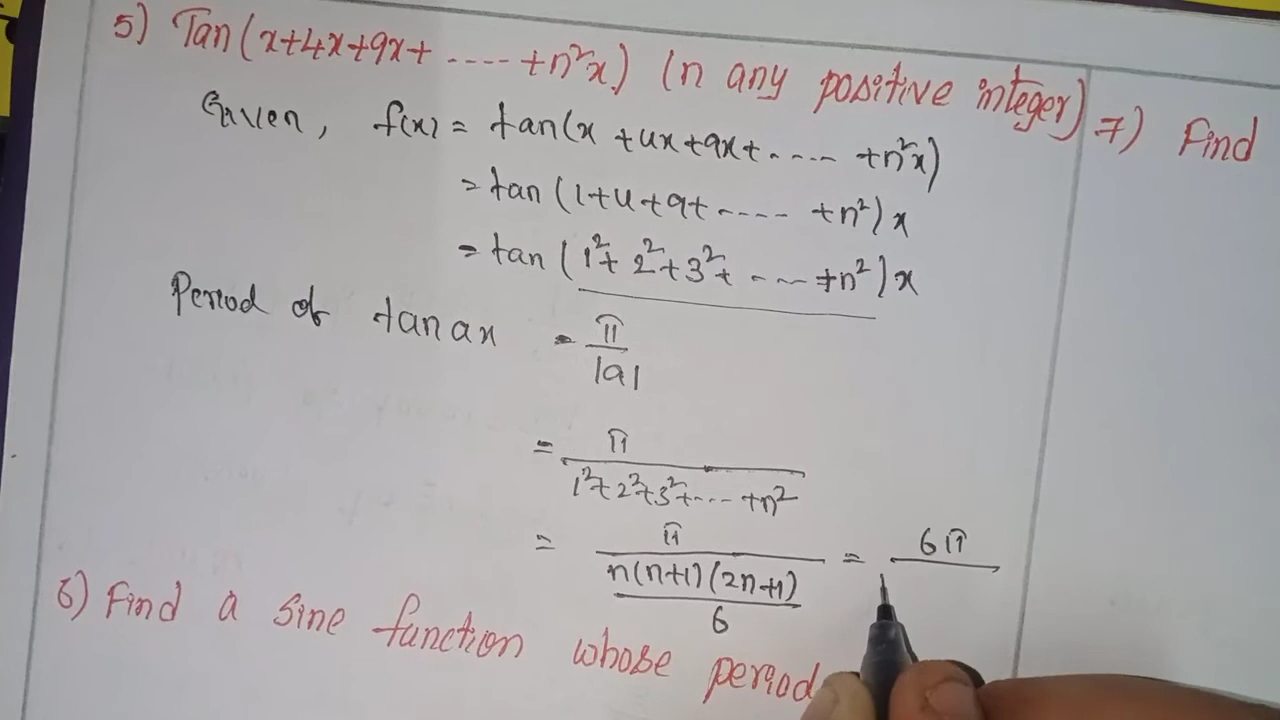 5) Tan(x+4x+9x+ ..... +n²x) (n any positive integer)
Given, f(x) = tan(x+4x+9x+..... +n²x)
= tan(1+4+9+..... +n²)x
= tan(1²+2²+3²+.....+n²)x
Period of tan ax = π/|a|
= π/(1²+2²+3²+....+n²)
= π/(n(n+1)(2n+1)/6) = 6π/
6) Find a sine function whose period
7) Find